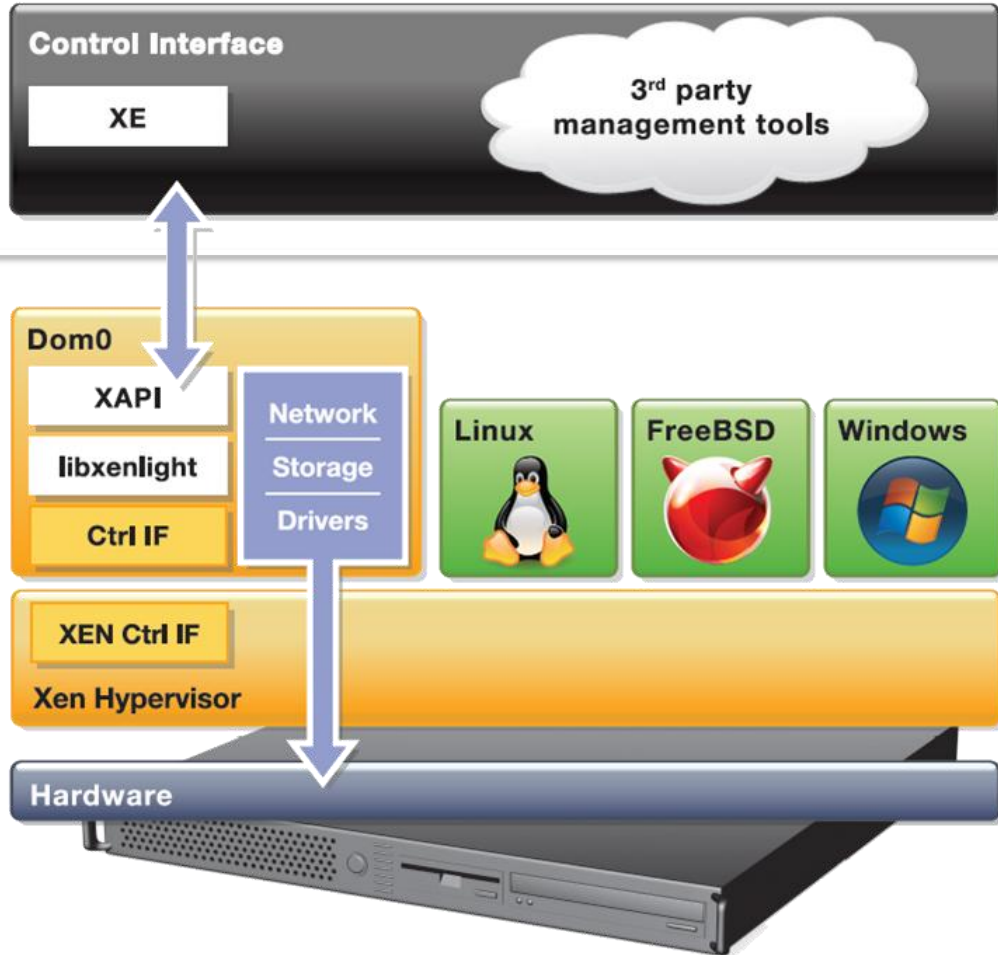 Control Interface
XE
3rd party
management tools
Dom0
XAPI
libxenlight
Ctrl IF
Network
Storage
Drivers
Linux
FreeBSD
Windows
XEN Ctrl IF
Xen Hypervisor
Hardware